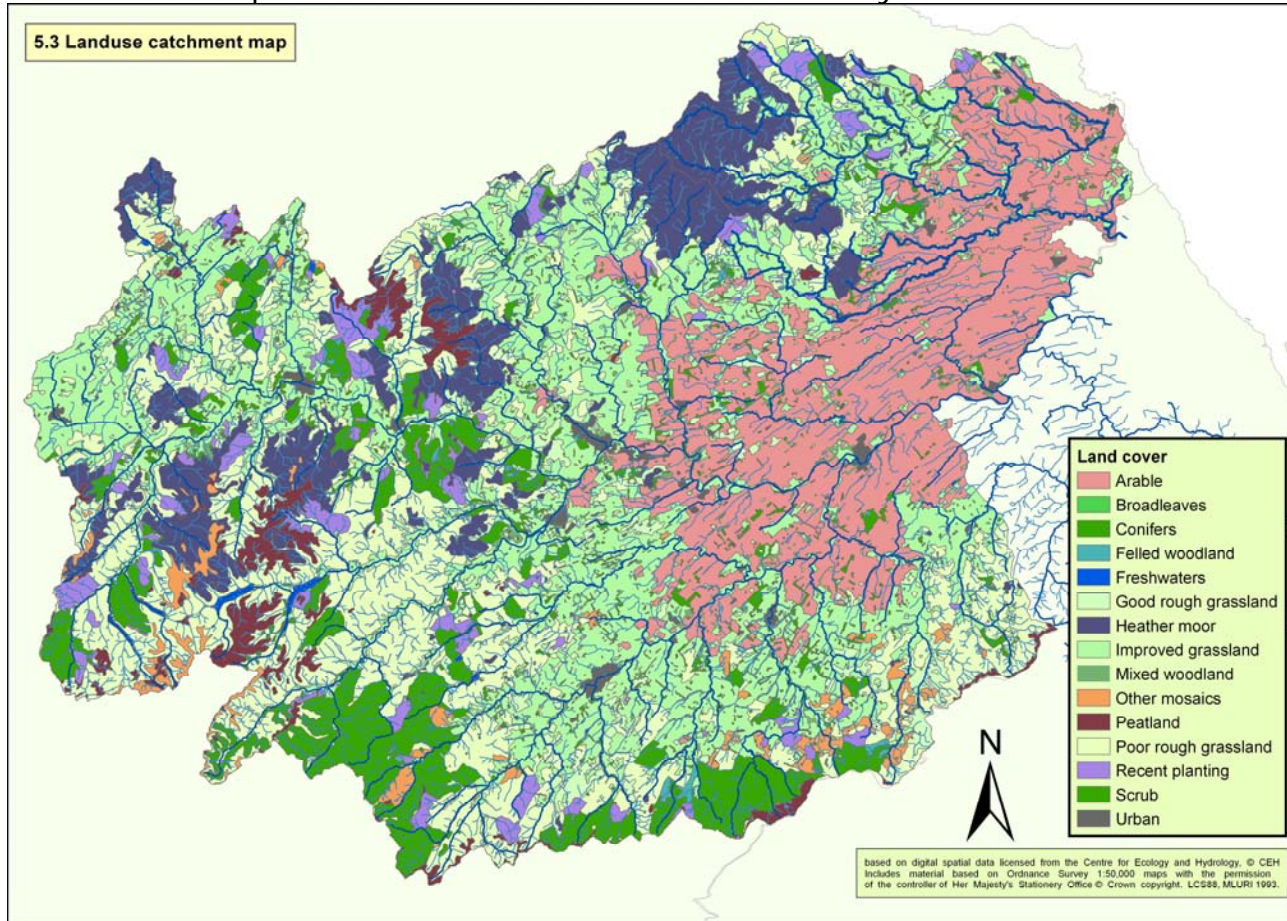 5.3 Landuse catchment map
Land cover
Arable
Broadleaves
Conifers
Felled woodland
Freshwaters
Good rough grassland
Heather moor
Improved grassland
Mixed woodland
Other mosaics
Peatland
Poor rough grassland
Recent planting
Scrub
Urban
N
based on digital spatial data licensed from the Centre for Ecology and Hydrology, © CEH
Includes material based on Ordnance Survey 1:50,000 maps with the permission
of the controller of Her Majesty's Stationery Office © Crown copyright. LCS88, MLURI 1993.